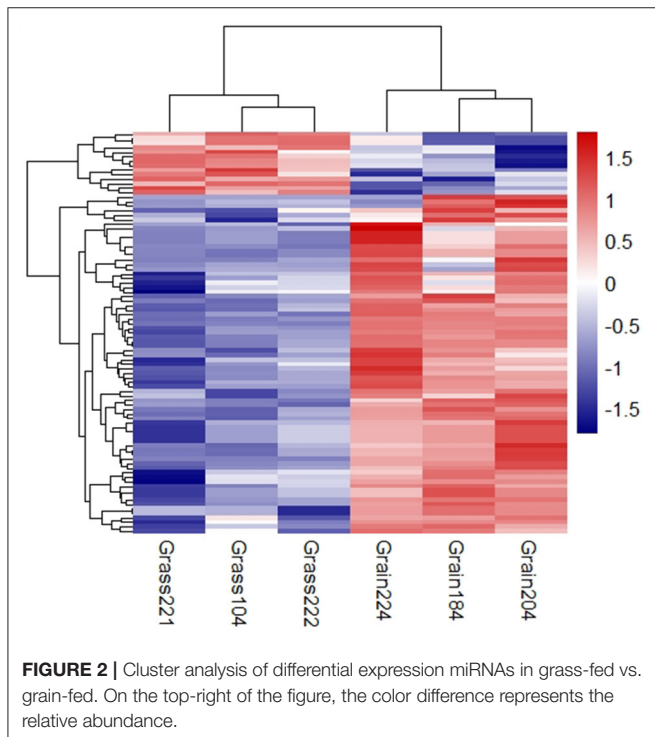 1.5
1
0.5
0
-0.5
-1
-1.5
Grass221
Grass104
Grass222
Grain224
Grain184
Grain204
FIGURE 2 | Cluster analysis of differential expression miRNAs in grass-fed vs.
grain-fed. On the top-right of the figure, the color difference represents the
relative abundance.